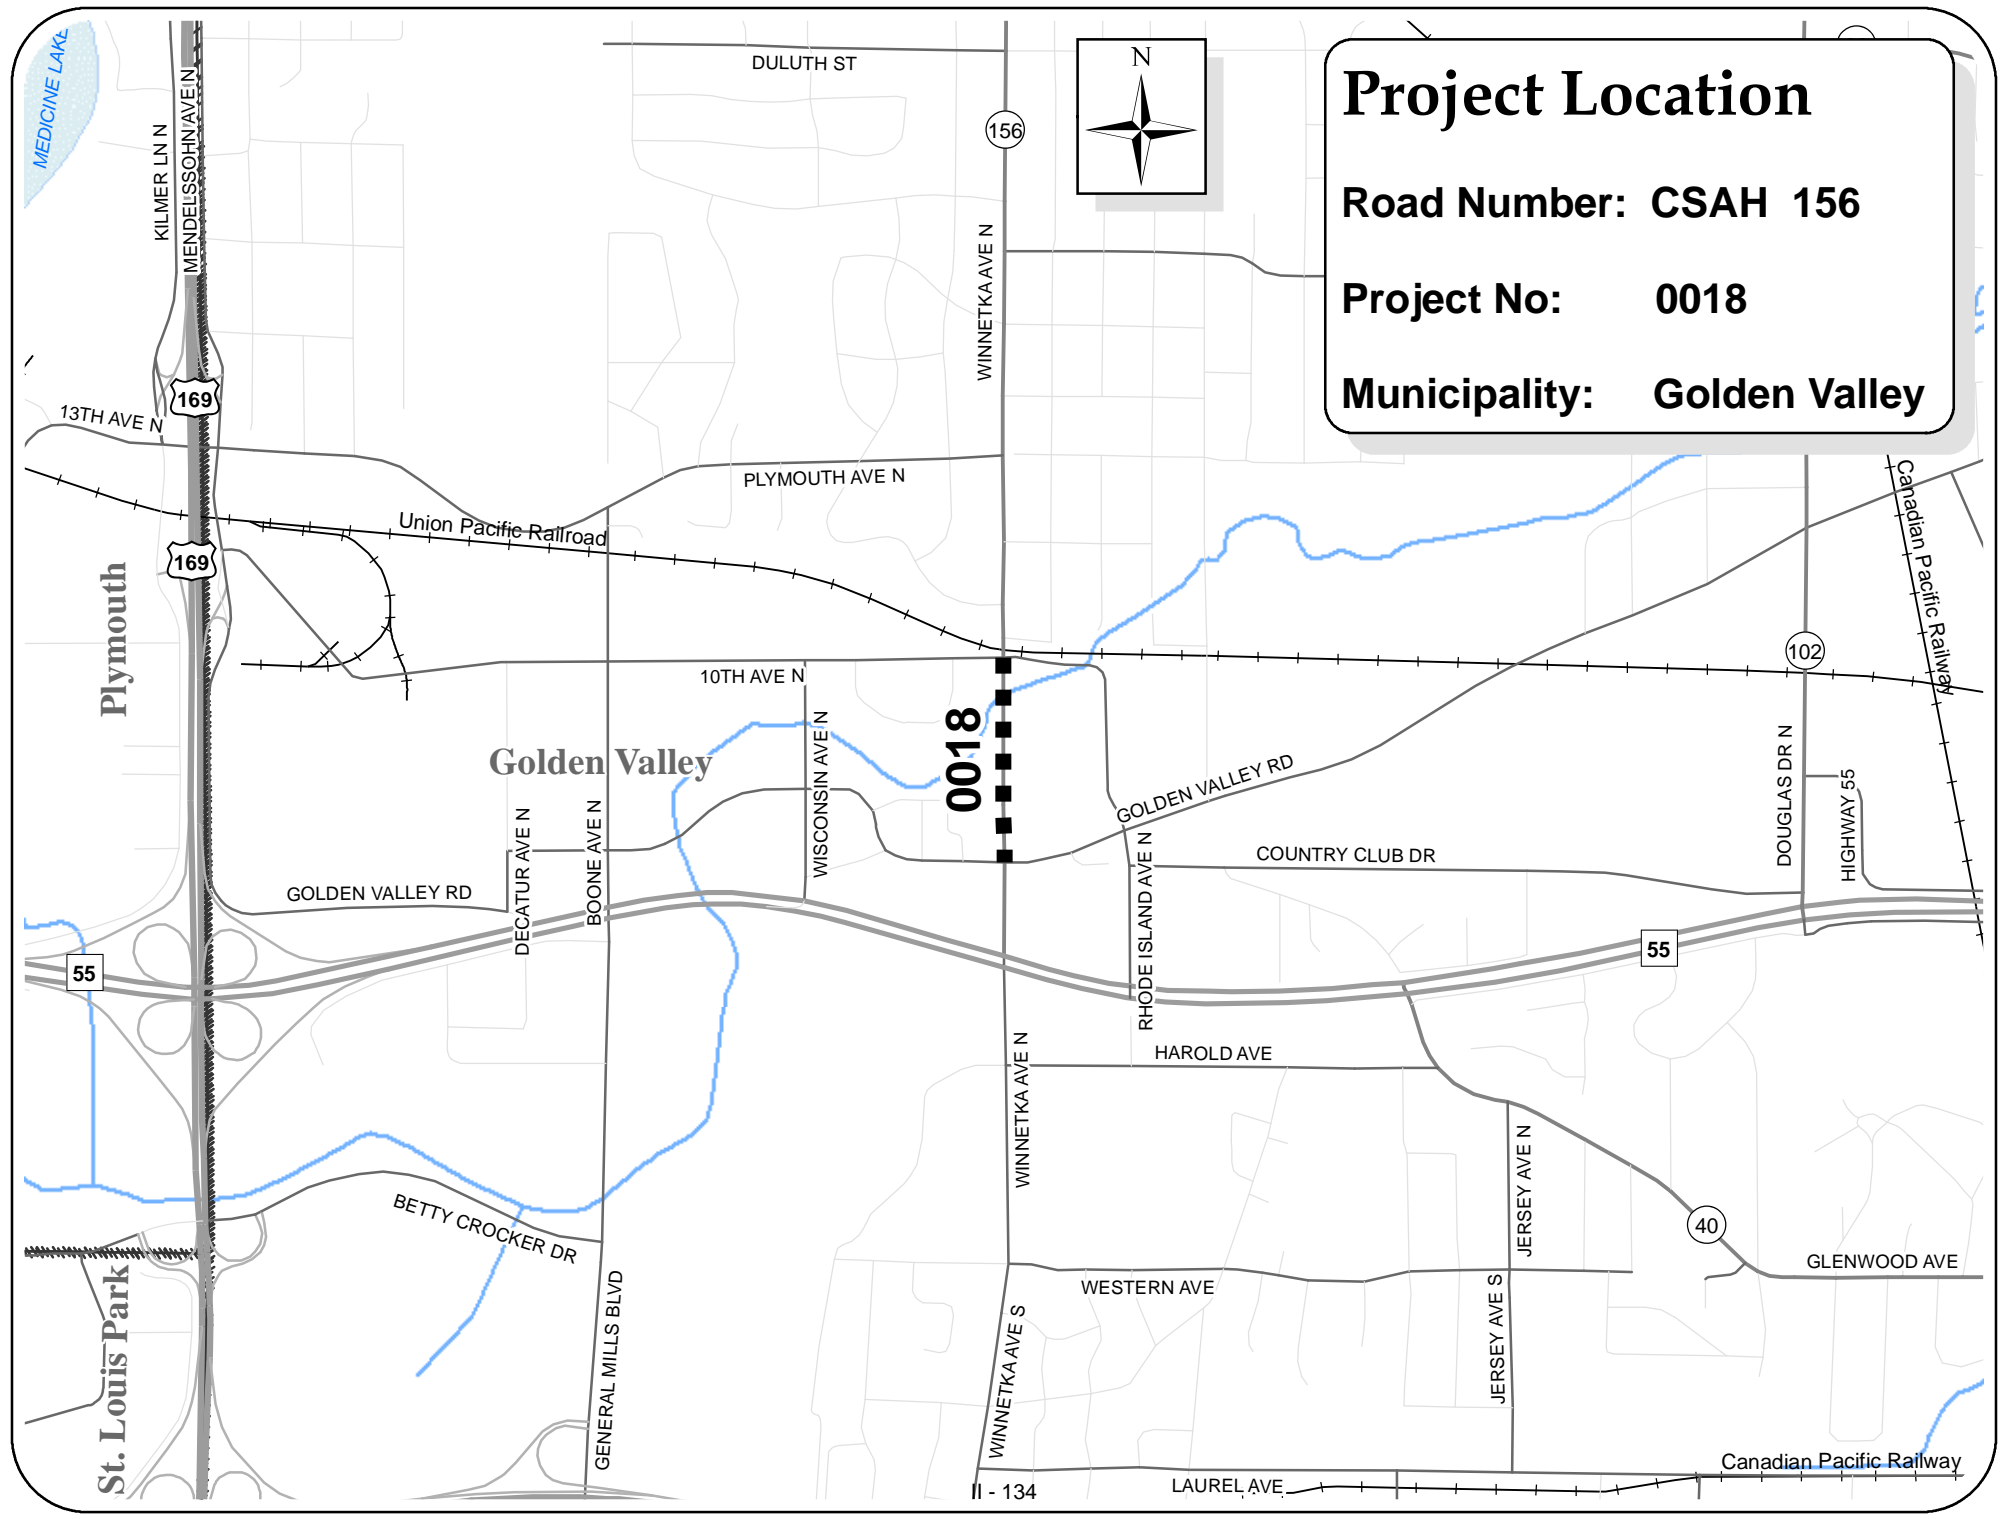 MEDICINE LAKE
KILMER LN N
MENDELSSOHN AVE N
DULUTH ST
156
N
Project Location
Road Number: CSAH 156
Project No: 0018
Municipality: Golden Valley
WINNETKA AVE N
169
13TH AVE N
PLYMOUTH AVE N
Union Pacific Railroad
169
Canadian Pacific Railway
Plymouth
102
10TH AVE N
0018
WISCONSIN AVE N
Golden Valley
GOLDEN VALLEY RD
DOUGLAS DR N
HIGHWAY 55
DECATUR AVE N
BOONE AVE N
COUNTRY CLUB DR
GOLDEN VALLEY RD
RHODE ISLAND AVE N
55
55
HAROLD AVE
WINNETKA AVE N
JERSEY AVE N
BETTY CROCKER DR
40
GLENWOOD AVE
WESTERN AVE
St. Louis Park
GENERAL MILLS BLVD
WINNETKA AVE S
JERSEY AVE S
Canadian Pacific Railway
LAUREL AVE
II - 134